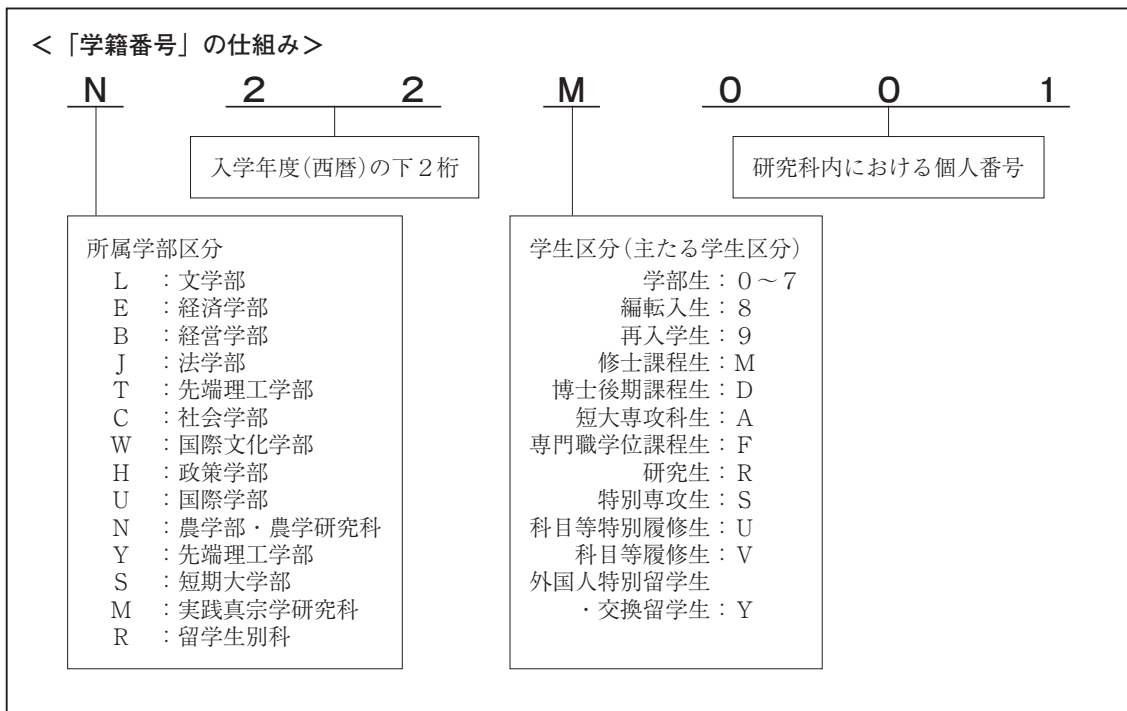 ＜「学籍番号」の仕組み＞
N 2 2 M 0 0 1
入学年度(西暦)の下２桁
研究科内における個人番号
所属学部区分
L ：文学部
E ：経済学部
B ：経営学部
J ：法学部
T ：先端理工学部
C ：社会学部
W ：国際文化学部
H ：政策学部
U ：国際学部
N ：農学部・農学研究科
Y ：先端理工学部
S ：短期大学部
M ：実践真宗学研究科
R ：留学生別科
学生区分(主たる学生区分)
学部生：０～７
編転入生：８
再入学生：９
修士課程生：M
博士後期課程生：D
短大専攻科生：A
専門職学位課程生：F
研究生：R
特別専攻生：S
科目等特別履修生：U
科目等履修生：V
外国人特別留学生
・交換留学生：Y